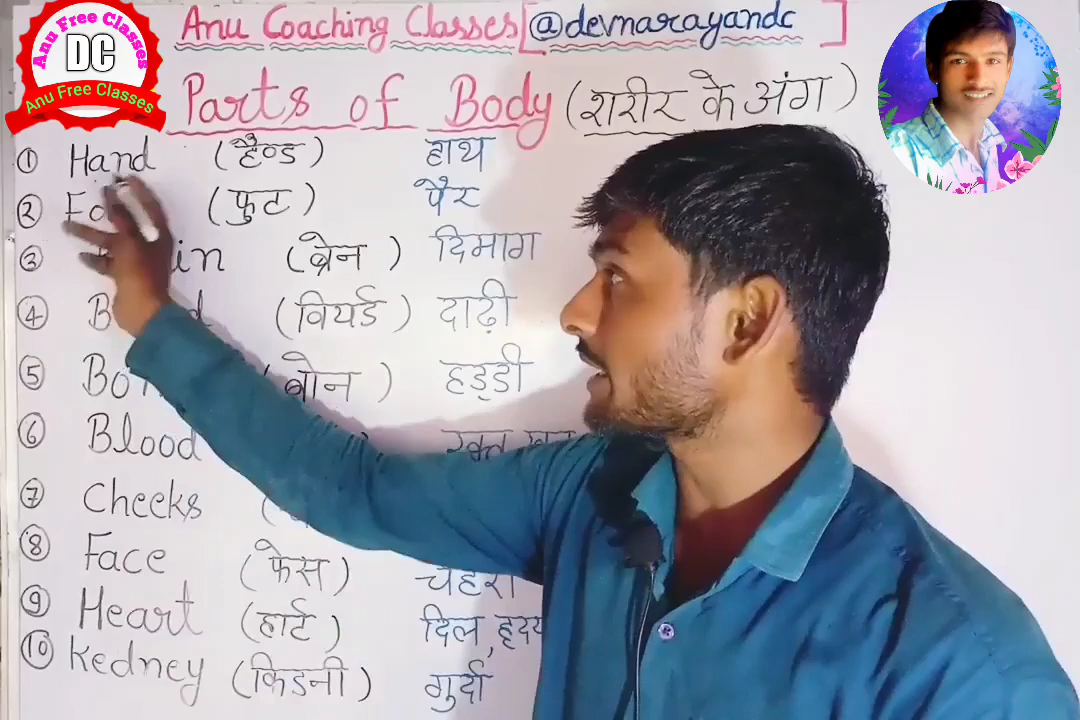 Anu Free Classes
DC
Anu Free Classes
Anu Coaching Classes[@devnarayandc]
Parts of Body (शरीर के अंग)
① Hand (हैण्ड) हाथ
② (फुट) पैर
③ (ब्रेन) दिमाग
④ (वियर्ड) दाढ़ी
⑤ (बोन) हड्डी
⑥ Blood रक्त
⑦ Cheeks
⑧ Face (फेस) चेहरा
⑨ Heart (हार्ट) दिल, हृदय
⑩ Kedney (किडनी) गुर्दा